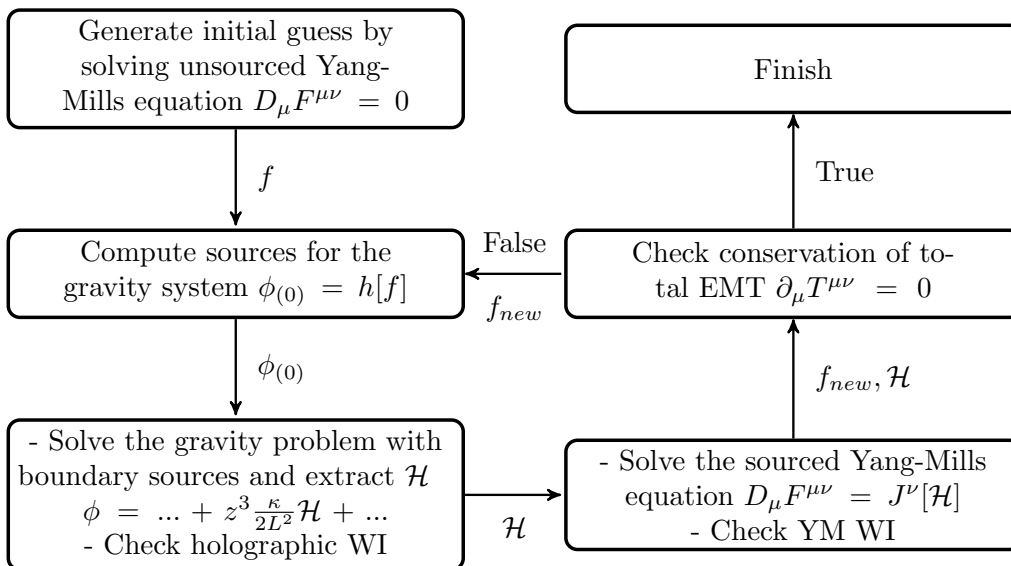 Generate initial guess by
solving unsourced Yang-
Mills equation $D_\mu F^{\mu\nu} = 0$
f
Compute sources for the
gravity system $\phi_{(0)} = h[f]$
$\phi_{(0)}$
- Solve the gravity problem with
boundary sources and extract $\mathcal{H}$
$\phi = ... + z^3 \frac{\kappa}{2L^2} \mathcal{H} + ...$
- Check holographic WI
$\mathcal{H}$
- Solve the sourced Yang-Mills
equation $D_\mu F^{\mu\nu} = J^\nu[\mathcal{H}]$
- Check YM WI
$f_{new}, \mathcal{H}$
Check conservation of to-
tal EMT $\partial_\mu T^{\mu\nu} = 0$
False
$f_{new}$
True
Finish